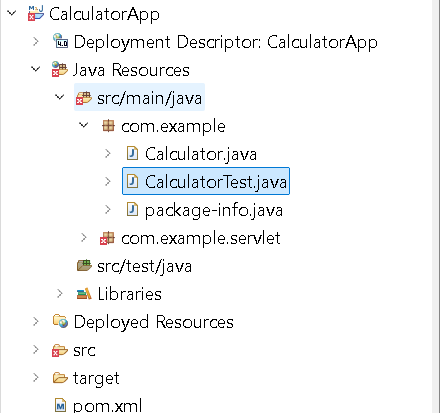 CalculatorApp
Deployment Descriptor: CalculatorApp
Java Resources
src/main/java
com.example
Calculator.java
CalculatorTest.java
package-info.java
com.example.servlet
src/test/java
Libraries
Deployed Resources
src
target
pom.xml